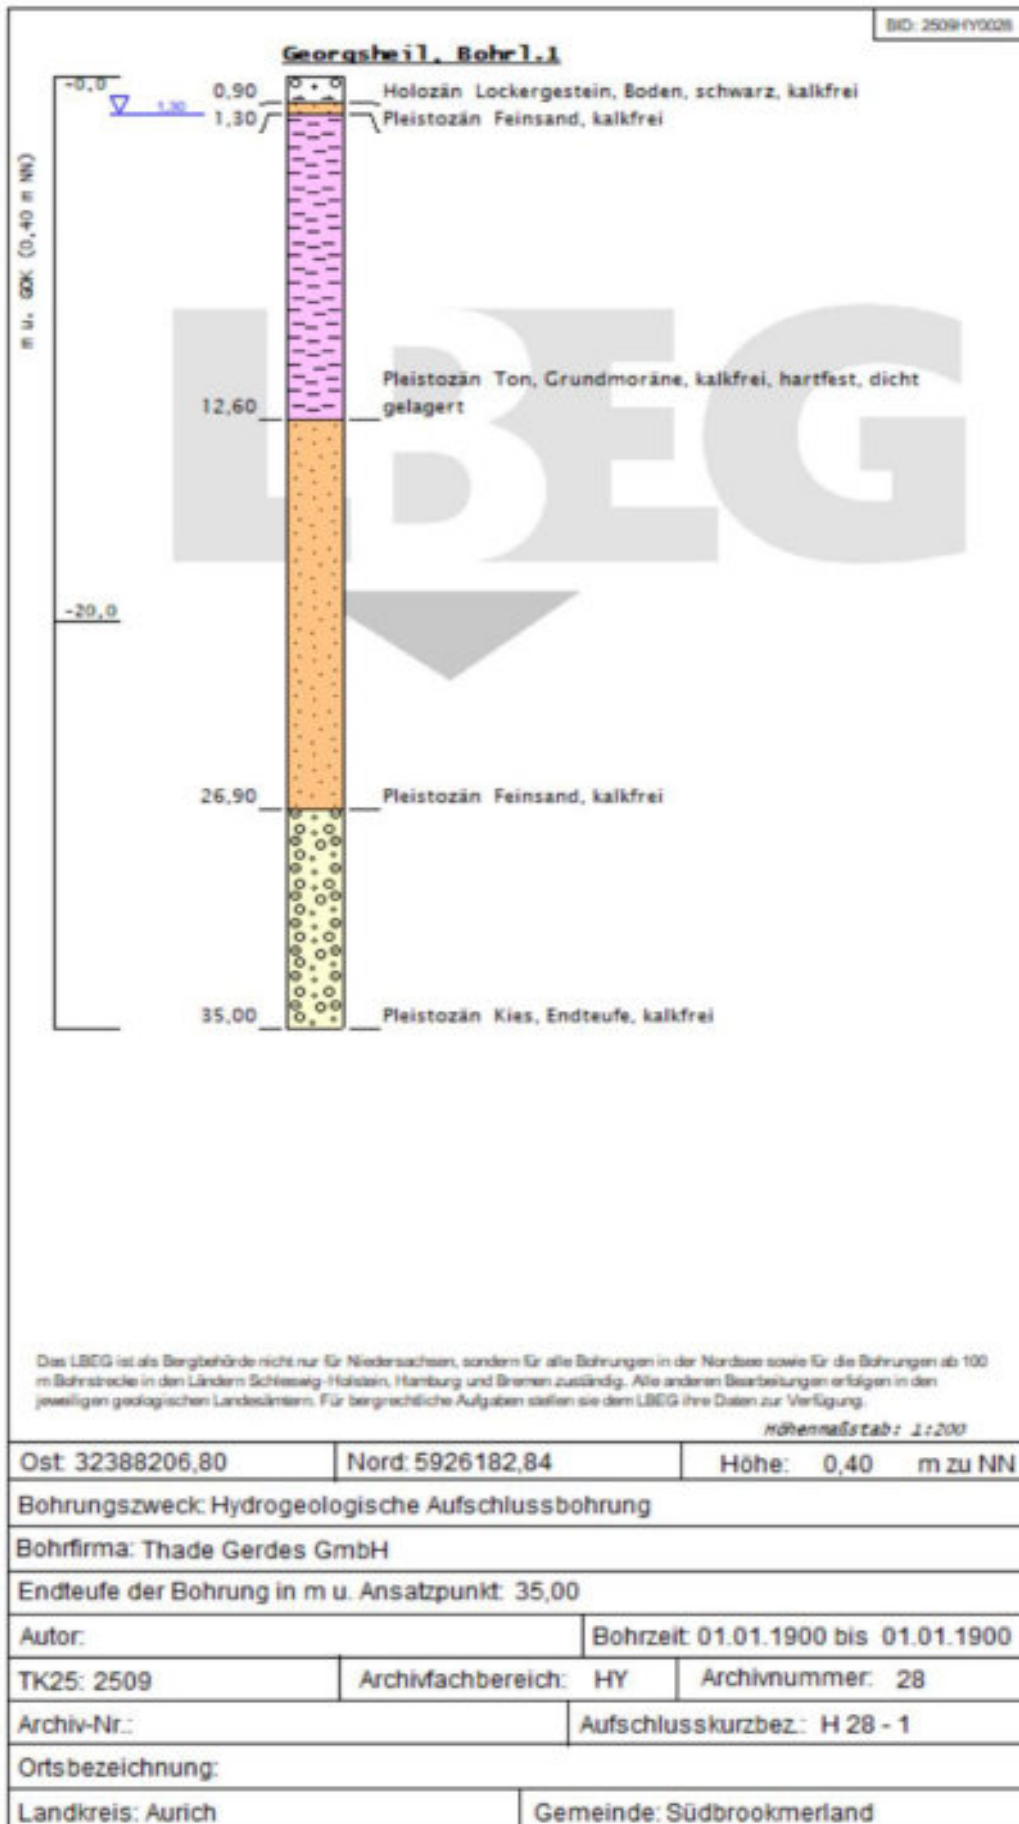 BID: 2509HY0028
Georgsheil, Bohrl.1
-0,0
0,90 Holozän Lockergestein, Boden, schwarz, kalkfrei
1,30
1,30 Pleistozän Feinsand, kalkfrei
m u. GOK (0,40 m NN)
LBEG
Pleistozän Ton, Grundmoräne, kalkfrei, hartfest, dicht
12,60 gelagert
-20,0
26,90 Pleistozän Feinsand, kalkfrei
35,00 Pleistozän Kies, Endteufe, kalkfrei
Das LBEG ist als Bergbehörde nicht nur für Niedersachsen, sondern für alle Bohrungen in der Nordsee sowie für die Bohrungen ab 100
m Bohrstrecke in den Ländern Schleswig-Holstein, Hamburg und Bremen zuständig. Alle anderen Bearbeitungen erfolgen in den
jeweiligen geologischen Landesämtern. Für bergrechtliche Aufgaben stellen sie dem LBEG ihre Daten zur Verfügung.
Höhenmaßstab: 1:200
Ost: 32388206,80 Nord: 5926182,84 Höhe: 0,40 m zu NN
Bohrungszweck: Hydrogeologische Aufschlussbohrung
Bohrfirma: Thade Gerdes GmbH
Endteufe der Bohrung in m u. Ansatzpunkt: 35,00
Autor: Bohrzeit: 01.01.1900 bis 01.01.1900
TK25: 2509 Archivfachbereich: HY Archivnummer: 28
Archiv-Nr.: Aufschlusskurzbez.: H 28 - 1
Ortsbezeichnung:
Landkreis: Aurich Gemeinde: Südbrookmerland